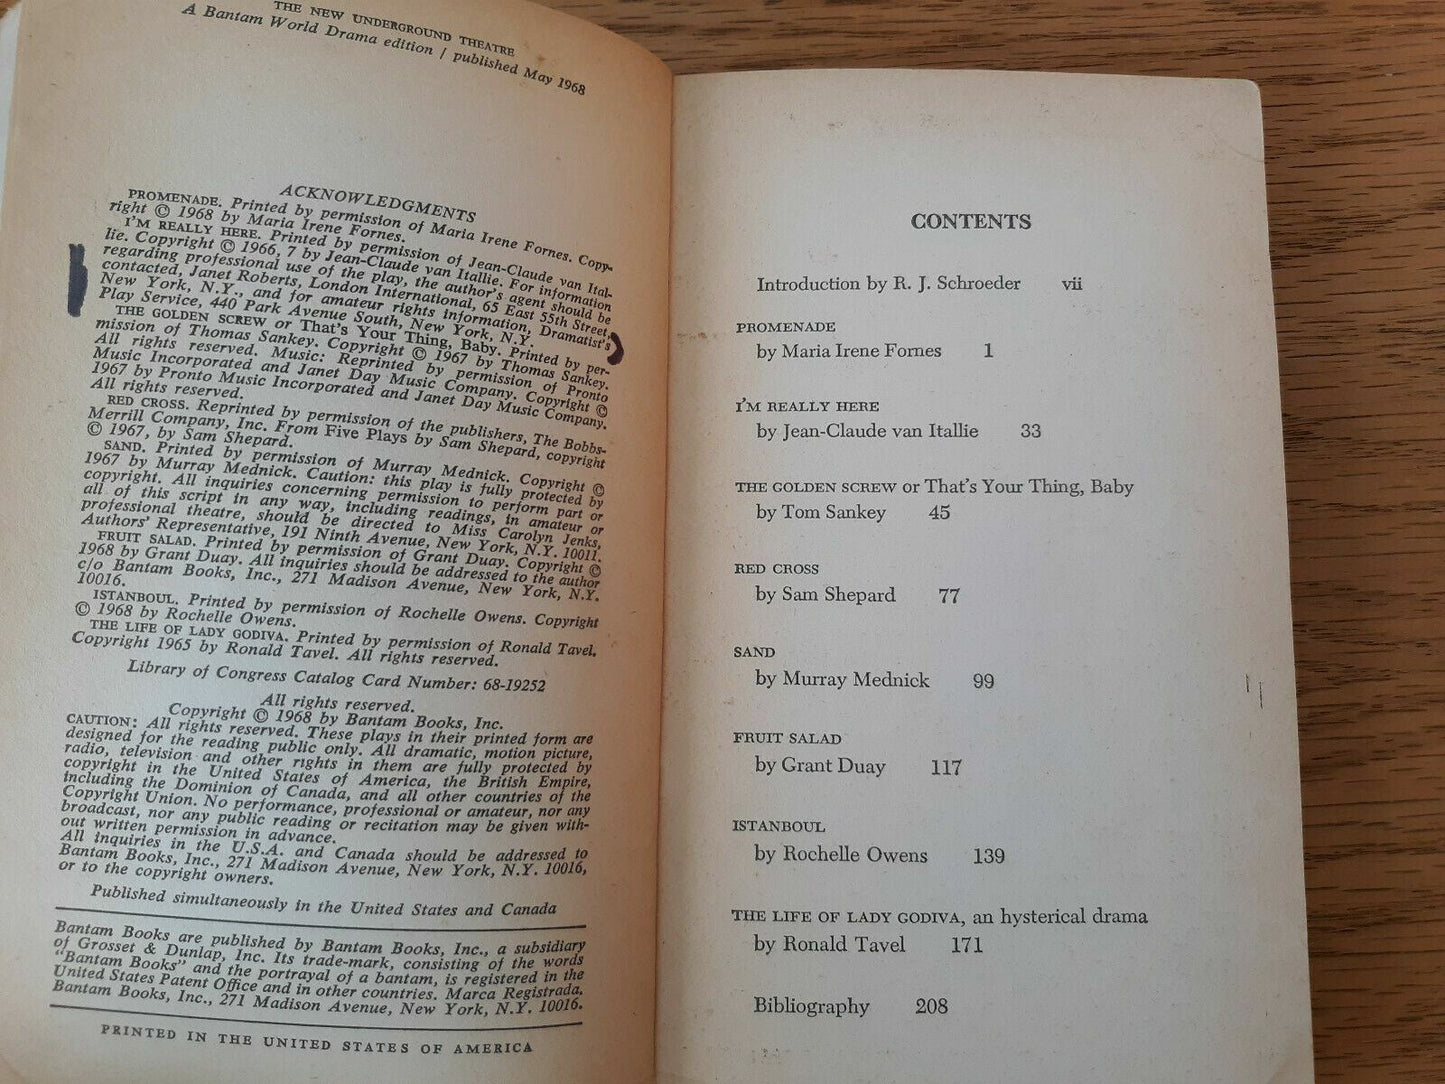 THE NEW UNDERGROUND THEATRE
A Bantam World Drama edition / published May 1968
ACKNOWLEDGMENTS
PROMENADE. Printed by permission of Maria Irene Fornes. Copy-
right © 1968 by Maria Irene Fornes.
I'M REALLY HERE. Printed by permission of Jean-Claude van Ital-
lie. Copyright © 1966, 7 by Jean-Claude van Itallie. For information
regarding professional use of the play, the author's agent should be
contacted, Janet Roberts, London International, 65 East 55th Street,
New York, N.Y., and for amateur rights information, Dramatist's
Play Service, 440 Park Avenue South, New York, N.Y.
THE GOLDEN SCREW or That's Your Thing, Baby. Printed by per-
mission of Thomas Sankey. Copyright © 1967 by Thomas Sankey.
All rights reserved. Music: Reprinted by permission of Pronto
Music Incorporated and Janet Day Music Company. Copyright ©
1967 by Pronto Music Incorporated and Janet Day Music Company.
All rights reserved.
RED CROSS. Reprinted by permission of the publishers, The Bobbs-
Merrill Company, Inc. From Five Plays by Sam Shepard, copyright
© 1967, by Sam Shepard.
SAND. Printed by permission of Murray Mednick. Copyright ©
1967 by Murray Mednick. Caution: this play is fully protected by
copyright. All inquiries concerning permission to perform part or
all of this script in any way, including readings, in amateur or
professional theatre, should be directed to Miss Carolyn Jenks,
Authors' Representative, 191 Ninth Avenue, New York, N.Y. 10011.
FRUIT SALAD. Printed by permission of Grant Duay. Copyright ©
1968 by Grant Duay. All inquiries should be addressed to the author
c/o Bantam Books, Inc., 271 Madison Avenue, New York, N.Y.
10016.
ISTANBOUL. Printed by permission of Rochelle Owens. Copyright
© 1968 by Rochelle Owens.
THE LIFE OF LADY GODIVA. Printed by permission of Ronald Tavel.
Copyright 1965 by Ronald Tavel. All rights reserved.
Library of Congress Catalog Card Number: 68-19252
All rights reserved.
Copyright © 1968 by Bantam Books, Inc.
CAUTION: All rights reserved. These plays in their printed form are
designed for the reading public only. All dramatic, motion picture,
radio, television and other rights in them are fully protected by
copyright in the United States of America, the British Empire,
including the Dominion of Canada, and all other countries of the
Copyright Union. No performance, professional or amateur, nor any
broadcast, nor any public reading or recitation may be given with-
out written permission in advance.
All inquiries in the U.S.A. and Canada should be addressed to
Bantam Books, Inc., 271 Madison Avenue, New York, N.Y. 10016,
or to the copyright owners.
Published simultaneously in the United States and Canada
Bantam Books are published by Bantam Books, Inc., a subsidiary
of Grosset & Dunlap, Inc. Its trade-mark, consisting of the words
"Bantam Books" and the portrayal of a bantam, is registered in the
United States Patent Office and in other countries. Marca Registrada.
Bantam Books, Inc., 271 Madison Avenue, New York, N.Y. 10016.
PRINTED IN THE UNITED STATES OF AMERICA
CONTENTS
Introduction by R. J. Schroeder vii
PROMENADE
by Maria Irene Fornes 1
I'M REALLY HERE
by Jean-Claude van Itallie 33
THE GOLDEN SCREW or That's Your Thing, Baby
by Tom Sankey 45
RED CROSS
by Sam Shepard 77
SAND
by Murray Mednick 99
FRUIT SALAD
by Grant Duay 117
ISTANBOUL
by Rochelle Owens 139
THE LIFE OF LADY GODIVA, an hysterical drama
by Ronald Tavel 171
Bibliography 208